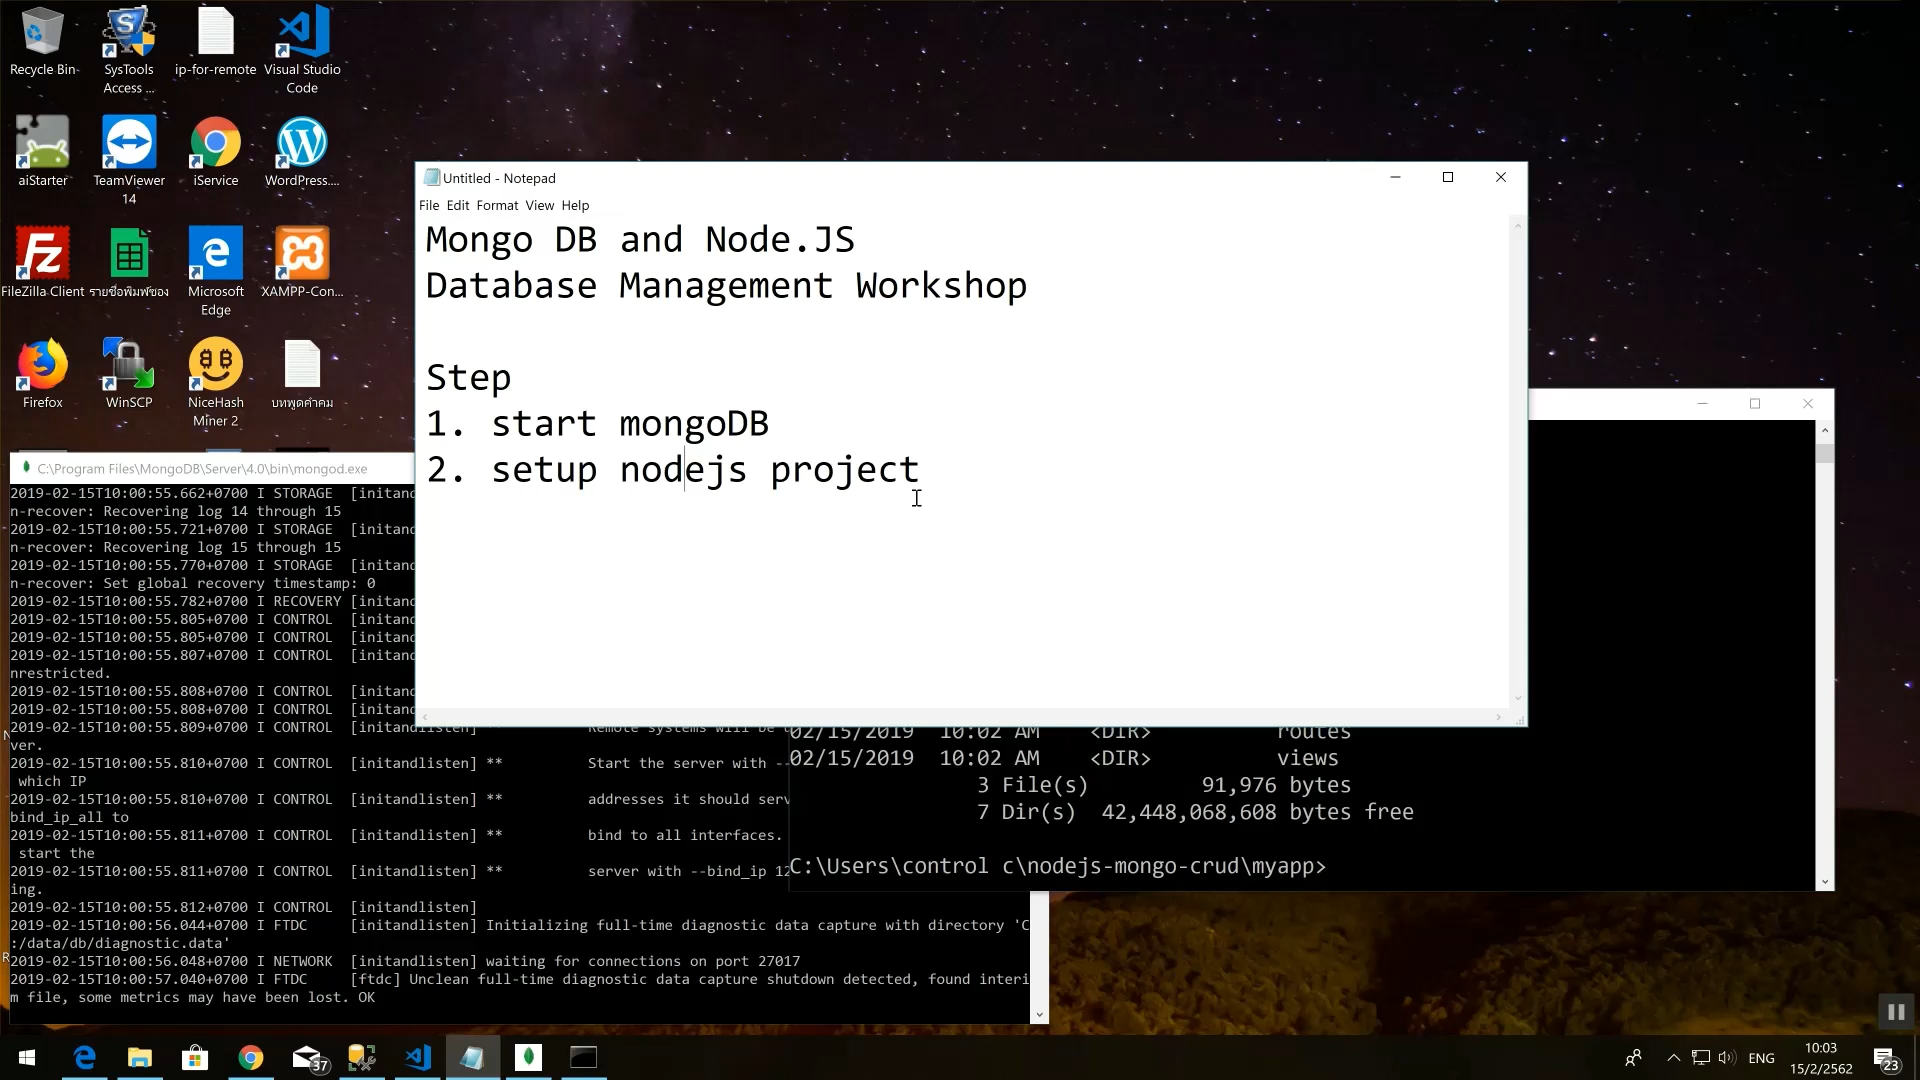 Recycle Bin
SysTools Access ...
ip-for-remote
Visual Studio Code
aiStarter
TeamViewer 14
iService
WordPress....
FileZilla Client
รายชื่อพิมพ์ของ
Microsoft Edge
XAMPP-Con...
Firefox
WinSCP
NiceHash Miner 2
บทพูดคำคม
Untitled - Notepad
File Edit Format View Help
Mongo DB and Node.JS
Database Management Workshop
Step
1. start mongoDB
2. setup nodejs project
C:\Program Files\MongoDB\Server\4.0\bin\mongod.exe
2019-02-15T10:00:55.662+0700 I STORAGE [initand
n-recover: Recovering log 14 through 15
2019-02-15T10:00:55.721+0700 I STORAGE [initand
n-recover: Recovering log 15 through 15
2019-02-15T10:00:55.770+0700 I STORAGE [initand
n-recover: Set global recovery timestamp: 0
2019-02-15T10:00:55.782+0700 I RECOVERY [initand
2019-02-15T10:00:55.805+0700 I CONTROL [initand
2019-02-15T10:00:55.805+0700 I CONTROL [initand
2019-02-15T10:00:55.807+0700 I CONTROL [initand
nrestricted.
2019-02-15T10:00:55.808+0700 I CONTROL [initand
2019-02-15T10:00:55.808+0700 I CONTROL [initand
2019-02-15T10:00:55.809+0700 I CONTROL [initandlisten] ** Remote systems will be
ver.
2019-02-15T10:00:55.810+0700 I CONTROL [initandlisten] ** Start the server with --
which IP
2019-02-15T10:00:55.810+0700 I CONTROL [initandlisten] ** addresses it should serv
bind_ip_all to
2019-02-15T10:00:55.811+0700 I CONTROL [initandlisten] ** bind to all interfaces.
start the
2019-02-15T10:00:55.811+0700 I CONTROL [initandlisten] ** server with --bind_ip 12
ing.
2019-02-15T10:00:55.812+0700 I CONTROL [initandlisten]
2019-02-15T10:00:56.044+0700 I FTDC [initandlisten] Initializing full-time diagnostic data capture with directory 'C
:/data/db/diagnostic.data'
2019-02-15T10:00:56.048+0700 I NETWORK [initandlisten] waiting for connections on port 27017
2019-02-15T10:00:57.040+0700 I FTDC [ftdc] Unclean full-time diagnostic data capture shutdown detected, found interi
m file, some metrics may have been lost. OK
02/15/2019 10:02 AM <DIR> routes
02/15/2019 10:02 AM <DIR> views
3 File(s) 91,976 bytes
7 Dir(s) 42,448,068,608 bytes free
C:\Users\control c\nodejs-mongo-crud\myapp>
37
ENG
10:03
15/2/2562
23